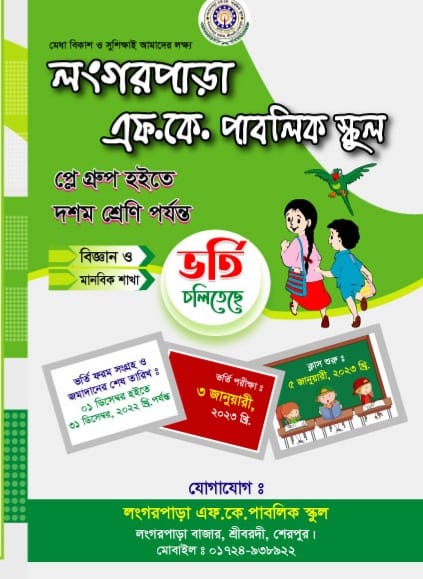 মেধা বিকাশ ও সুশিক্ষাই আমাদের লক্ষ্য
লংগরপাড়া
এফ.কে. পাবলিক স্কুল
প্লে গ্রুপ হইতে
দশম শ্রেণি পর্যন্ত
বিজ্ঞান ও
মানবিক শাখা
ভর্তি
চলিতেছে
ভর্তি ফরম সংগ্রহ ও
জমাদানের শেষ তারিখ :
০১ ডিসেম্বর হইতে
৩১ ডিসেম্বর, ২০২২ খ্রি.পর্যন্ত
ভর্তি পরীক্ষা :
৩ জানুয়ারী,
২০২৩ খ্রি.
ক্লাস শুরু :
৫ জানুয়ারী, ২০২৩ খ্রি.
যোগাযোগ :
লংগরপাড়া এফ.কে.পাবলিক স্কুল
লংগরপাড়া বাজার, শ্রীবরদী, শেরপুর।
মোবাইল : ০১৭২৪-৯৩৮৯২২